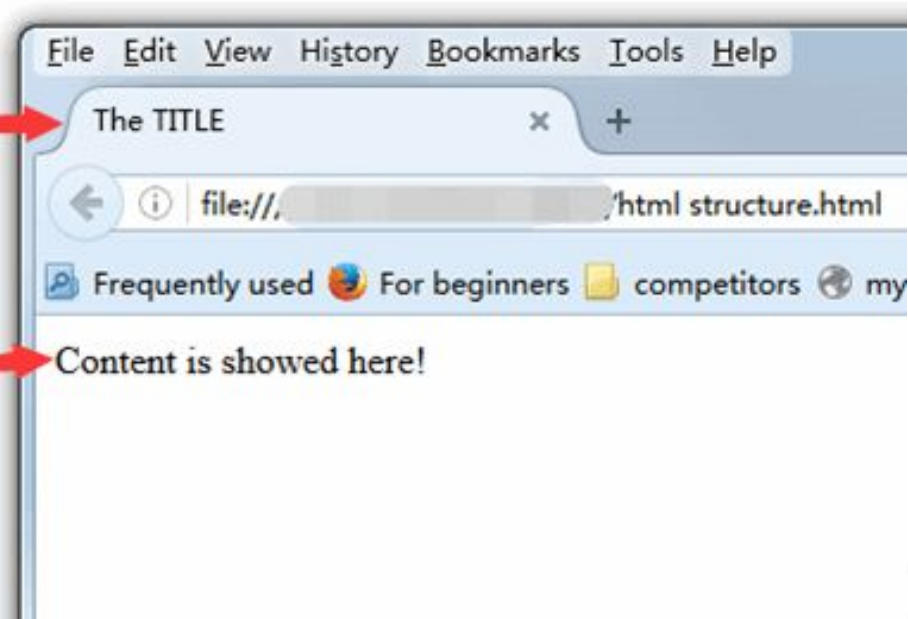 File Edit View History Bookmarks Tools Help
The TITLE
file:// /html structure.html
Frequently used For beginners competitors my
Content is showed here!